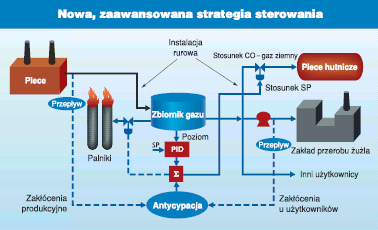 Nowa, zaawansowana strategia sterowania
Instalacja
rurowa
Stosunek CO – gaz ziemny
Piece
Piece hutnicze
Stosunek SP
Przepływ
Zbiornik gazu
Poziom
Palniki
SP
PID
Przepływ
Zakład przerobu żużla
Σ
Inni użytkownicy
Zakłócenia
produkcyjne
Antycypacja
Zakłócenia
u użytkowników